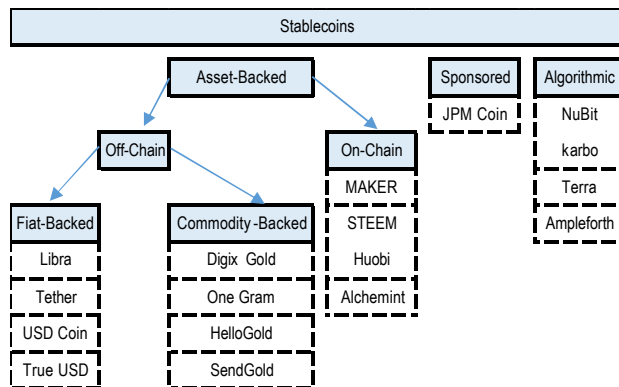 Stablecoins
Asset-Backed
Sponsored
Algorithmic
JPM Coin
NuBit
Off-Chain
On-Chain
karbo
MAKER
Terra
Fiat-Backed
Commodity-Backed
STEEM
Ampleforth
Libra
Digix Gold
Huobi
Tether
One Gram
Alchemint
USD Coin
HelloGold
True USD
SendGold